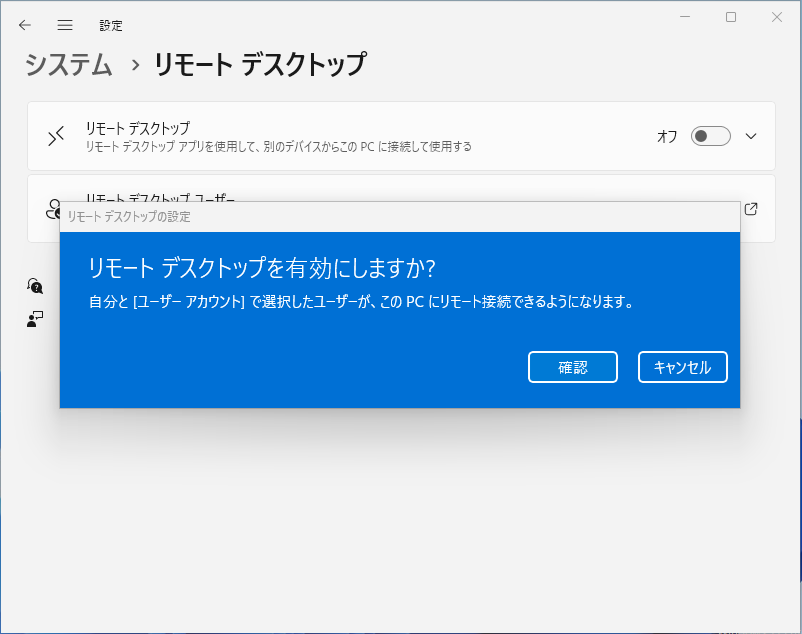 設定
システム › リモート デスクトップ
リモート デスクトップ
リモート デスクトップ アプリを使用して、別のデバイスからこの PC に接続して使用する
オフ
リモート デスクトップ ユーザー
リモート デスクトップの設定
リモート デスクトップを有効にしますか?
自分と [ユーザー アカウント] で選択したユーザーが、この PC にリモート接続できるようになります。
確認
キャンセル